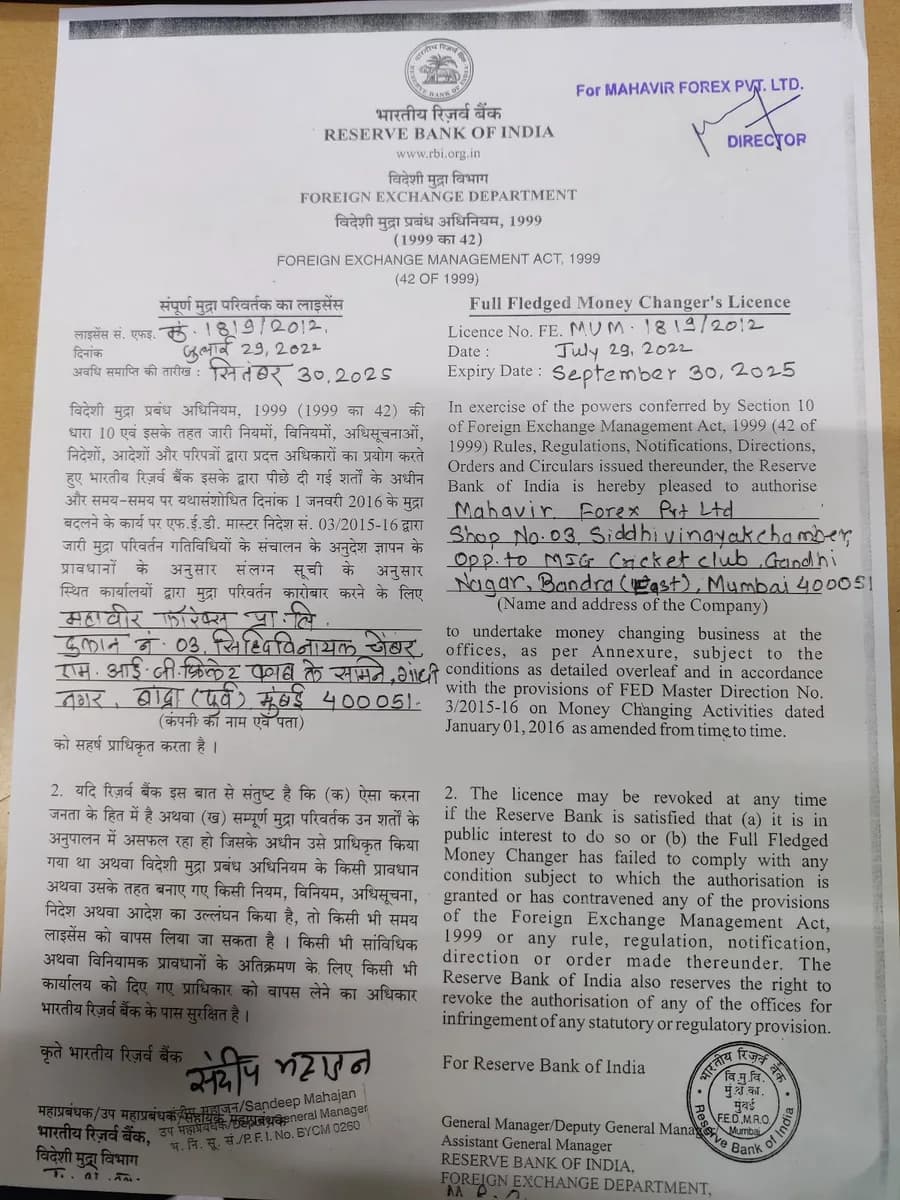 भारतीय रिज़र्व बैंक
RESERVE BANK OF INDIA
www.rbi.org.in
For MAHAVIR FOREX PVT. LTD.
DIRECTOR
विदेशी मुद्रा विभाग
FOREIGN EXCHANGE DEPARTMENT
विदेशी मुद्रा प्रबंध अधिनियम, 1999
(1999 का 42)
FOREIGN EXCHANGE MANAGEMENT ACT, 1999
(42 OF 1999)
संपूर्ण मुद्रा परिवर्तक का लाइसेंस
लाइसेंस सं. एफइ. मुं. 1819/2012.
दिनांक जुलाई 29, 2022
अवधि समाप्ति की तारीख : सितंबर 30, 2025
विदेशी मुद्रा प्रबंध अधिनियम, 1999 (1999 का 42) की
धारा 10 एवं इसके तहत जारी नियमों, विनियमों, अधिसूचनाओं,
निदेशों, आदेशों और परिपत्रों द्वारा प्रदत्त अधिकारों का प्रयोग करते
हुए भारतीय रिज़र्व बैंक इसके द्वारा पीछे दी गई शर्तों के अधीन
और समय-समय पर यथासंशोधित दिनांक 1 जनवरी 2016 के मुद्रा
बदलने के कार्य पर एफ.ई.डी. मास्टर निदेश सं. 03/2015-16 द्वारा
जारी मुद्रा परिवर्तन गतिविधियों के संचालन के अनुदेश ज्ञापन के
प्रावधानों के अनुसार संलग्न सूची के अनुसार
स्थित कार्यालयों द्वारा मुद्रा परिवर्तन कारोबार करने के लिए
महावीर फॉरेक्स प्रा. लि.
दुकान नं. 03, सिध्दिविनायक चेंबर,
एम. आई. जी. क्रिकेट क्लब के सामने, गांधी
नगर, बांद्रा (पूर्व) मुंबई 400051.
(कंपनी का नाम एवं पता)
को सहर्ष प्राधिकृत करता है ।
2. यदि रिज़र्व बैंक इस बात से संतुष्ट है कि (क) ऐसा करना
जनता के हित में है अथवा (ख) सम्पूर्ण मुद्रा परिवर्तक उन शर्तों के
अनुपालन में असफल रहा हो जिसके अधीन उसे प्राधिकृत किया
गया था अथवा विदेशी मुद्रा प्रबंध अधिनियम के किसी प्रावधान
अथवा उसके तहत बनाए गए किसी नियम, विनियम, अधिसूचना,
निदेश अथवा आदेश का उल्लंघन किया है, तो किसी भी समय
लाइसेंस को वापस लिया जा सकता है । किसी भी सांविधिक
अथवा विनियामक प्रावधानों के अतिक्रमण के लिए किसी भी
कार्यालय को दिए गए प्राधिकार को वापस लेने का अधिकार
भारतीय रिज़र्व बैंक के पास सुरक्षित है ।
कृते भारतीय रिज़र्व बैंक
संदीप महाजन
संदीप महाजन/Sandeep Mahajan
उप महाप्रबंधक/Deputy General Manager
भ. नि. सू. सं./P.F.I. No. BYCM 0260
महाप्रबंधक/उप महाप्रबंधक/सहायक महाप्रबंधक
भारतीय रिज़र्व बैंक,
विदेशी मुद्रा विभाग
Full Fledged Money Changer's Licence
Licence No. FE. MUM. 1819/2012
Date : July 29, 2022
Expiry Date : September 30, 2025
In exercise of the powers conferred by Section 10
of Foreign Exchange Management Act, 1999 (42 of
1999) Rules, Regulations, Notifications, Directions,
Orders and Circulars issued thereunder, the Reserve
Bank of India is hereby pleased to authorise
Mahavir Forex Pvt Ltd
Shop No. 03, Siddhivinayak chamber,
Opp. to MIG Cricket club, Gandhi
Nagar, Bandra (East), Mumbai 400051
(Name and address of the Company)
to undertake money changing business at the
offices, as per Annexure, subject to the
conditions as detailed overleaf and in accordance
with the provisions of FED Master Direction No.
3/2015-16 on Money Changing Activities dated
January 01, 2016 as amended from time to time.
2. The licence may be revoked at any time
if the Reserve Bank is satisfied that (a) it is in
public interest to do so or (b) the Full Fledged
Money Changer has failed to comply with any
condition subject to which the authorisation is
granted or has contravened any of the provisions
of the Foreign Exchange Management Act,
1999 or any rule, regulation, notification,
direction or order made thereunder. The
Reserve Bank of India also reserves the right to
revoke the authorisation of any of the offices for
infringement of any statutory or regulatory provision.
For Reserve Bank of India
भारतीय रिज़र्व बैंक
वि.मु.वि.
मुं.क्षे.का.
मुंबई
F.E.D., M.R.O.
Mumbai
Reserve Bank of India
General Manager/Deputy General Manager
Assistant General Manager
RESERVE BANK OF INDIA,
FOREIGN EXCHANGE DEPARTMENT,